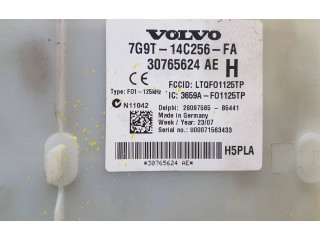 VOLVO
7G9T-14C256-FA
30765624 AE H
FCCID: LTQFO1125TP
Type: F01-125kHz IC: 3659A-FO1125TP
N11042
Delphi: 28097565-B5441
Made in Germany
Year / Week: 23/07
Serial no.: 000071563433
H5PLA
*30765624 AE*